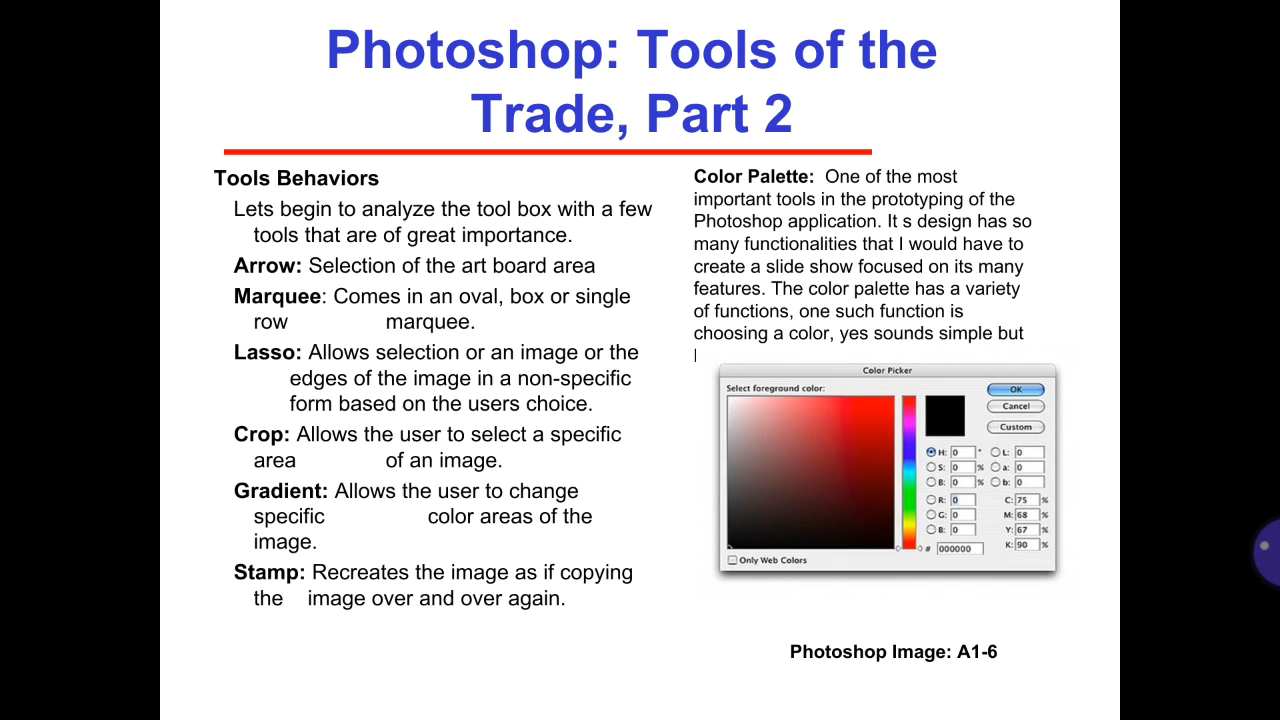 Photoshop: Tools of the
Trade, Part 2
Tools Behaviors
Lets begin to analyze the tool box with a few
tools that are of great importance.
Arrow: Selection of the art board area
Marquee: Comes in an oval, box or single
row marquee.
Lasso: Allows selection or an image or the
edges of the image in a non-specific
form based on the users choice.
Crop: Allows the user to select a specific
area of an image.
Gradient: Allows the user to change
specific color areas of the
image.
Stamp: Recreates the image as if copying
the image over and over again.
Color Palette: One of the most
important tools in the prototyping of the
Photoshop application. It s design has so
many functionalities that I would have to
create a slide show focused on its many
features. The color palette has a variety
of functions, one such function is
choosing a color, yes sounds simple but
Color Picker
Select foreground color:
OK
Cancel
Custom
H: 0 ° L: 0
S: 0 % a: 0
B: 0 % b: 0
R: 0 C: 75 %
G: 0 M: 68 %
B: 0 Y: 67 %
# 000000 K: 90 %
Only Web Colors
Photoshop Image: A1-6